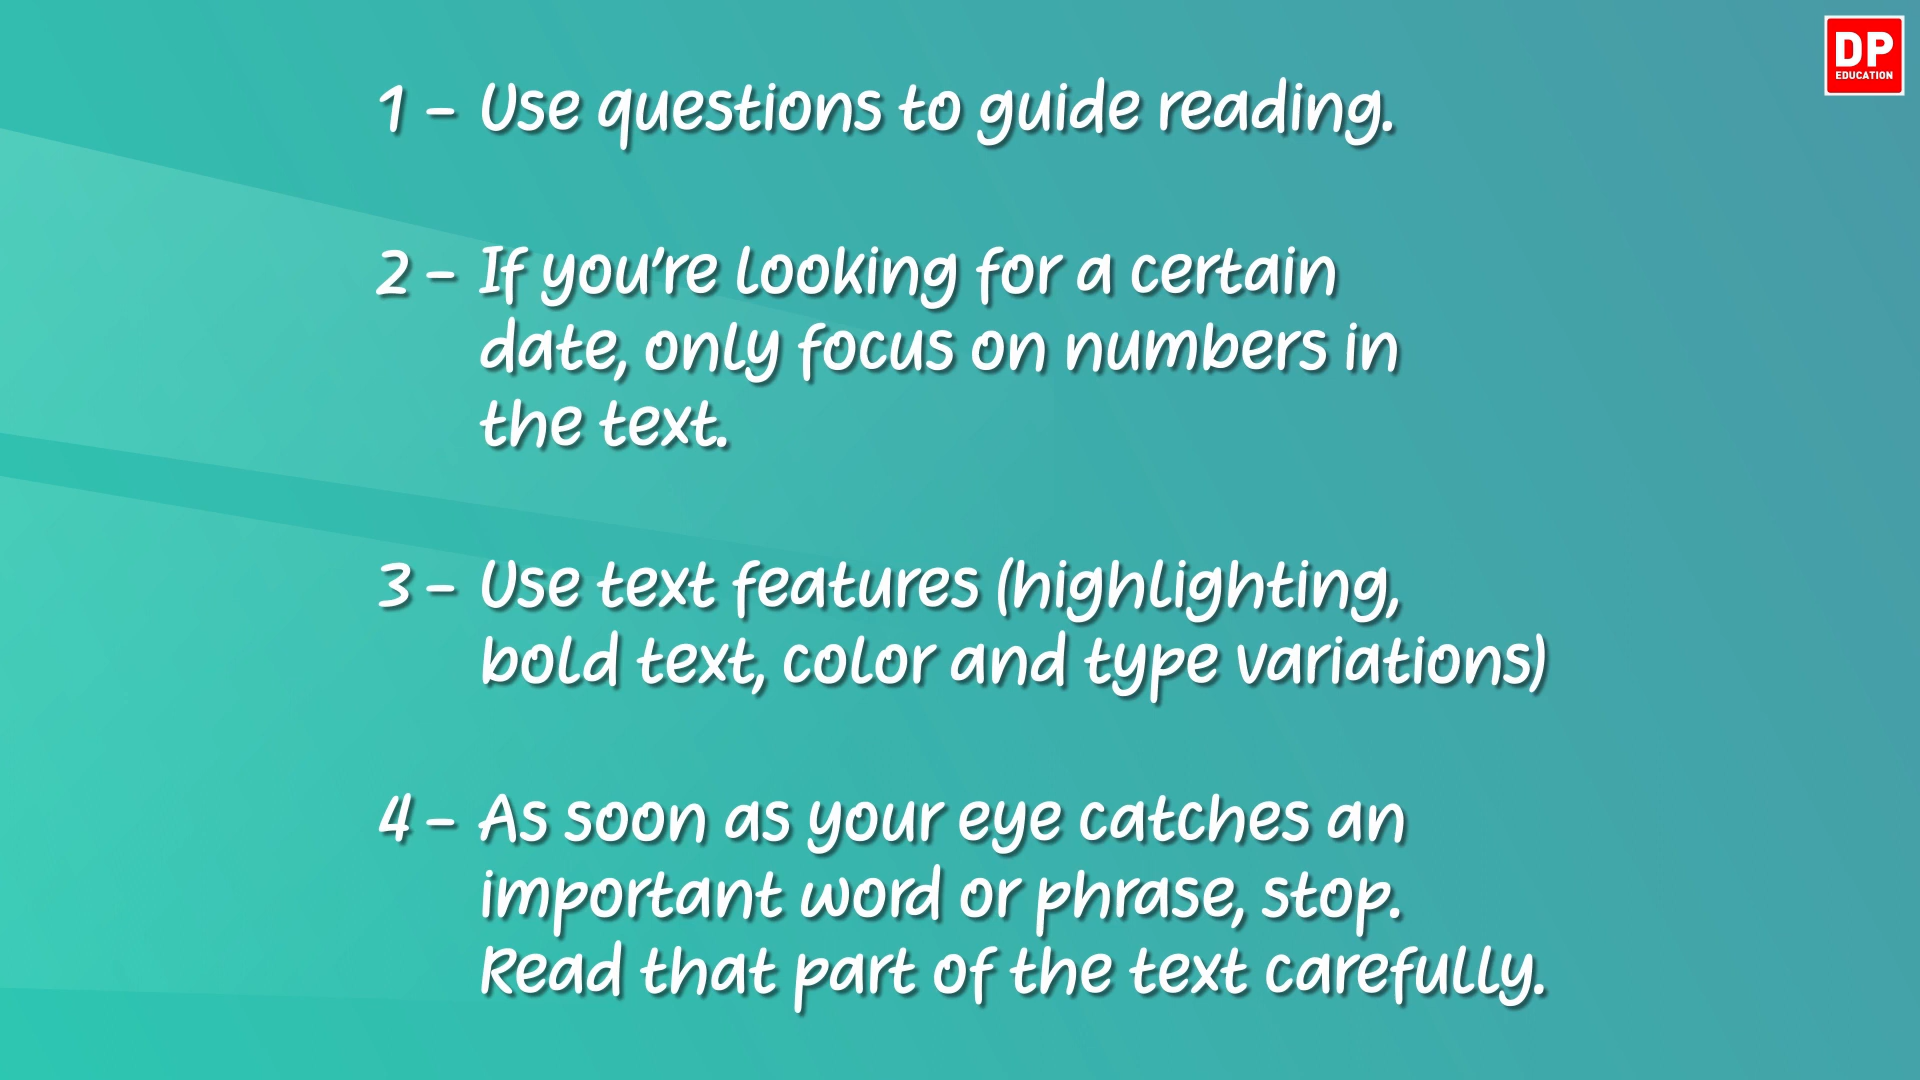 DP
EDUCATION
1 - Use questions to guide reading.
2 - If you're looking for a certain
date, only focus on numbers in
the text.
3 - Use text features (highlighting,
bold text, color and type variations)
4 - As soon as your eye catches an
important word or phrase, stop.
Read that part of the text carefully.